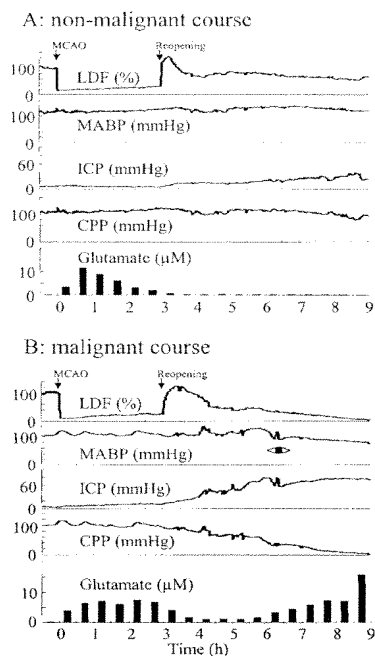 A: non-malignant course
MCAO Reopening
100
0
LDF (%)
100
0
MABP (mmHg)
60
0
ICP (mmHg)
100
0
CPP (mmHg)
10
0
Glutamate (µM)
0 1 2 3 4 5 6 7 8 9
B: malignant course
MCAO Reopening
100
0
LDF (%)
100
0
MABP (mmHg)
60
0
ICP (mmHg)
100
0
CPP (mmHg)
10
0
Glutamate (µM)
0 1 2 3 4 5 6 7 8 9
Time (h)